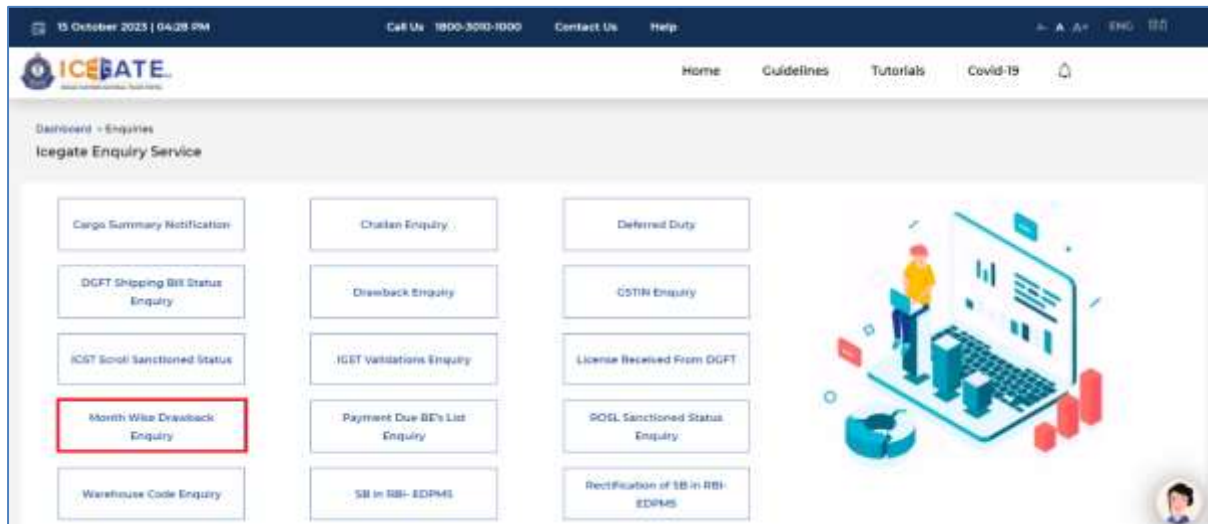 15 October 2023 | 04:28 PM
Call Us 1800-3010-1000
Contact Us
Help
A- A A+
ENG हिंदी
ICEGATE
Home
Guidelines
Tutorials
Covid-19
Dashboard > Enquiries
Icegate Enquiry Service
Cargo Summary Notification
Challan Enquiry
Deferred Duty
DGFT Shipping Bill Status
Enquiry
Drawback Enquiry
GSTIN Enquiry
IGST Scroll Sanctioned Status
IGST Validations Enquiry
License Received From DGFT
Month Wise Drawback
Enquiry
Payment Due BE's List
Enquiry
ROSL Sanctioned Status
Enquiry
Warehouse Code Enquiry
SB in RBI- EDPMS
Rectification of SB in RBI-
EDPMS